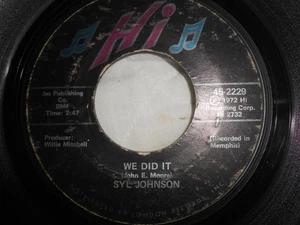 Hi
Jec Publishing
Co.
BMI
Time: 2:47
Producer:
Willie Mitchell
45-2229
℗ 1972 Hi
Recording Corp.
2732
(Recorded in
Memphis)
WE DID IT
(John E. Moore)
SYL JOHNSON